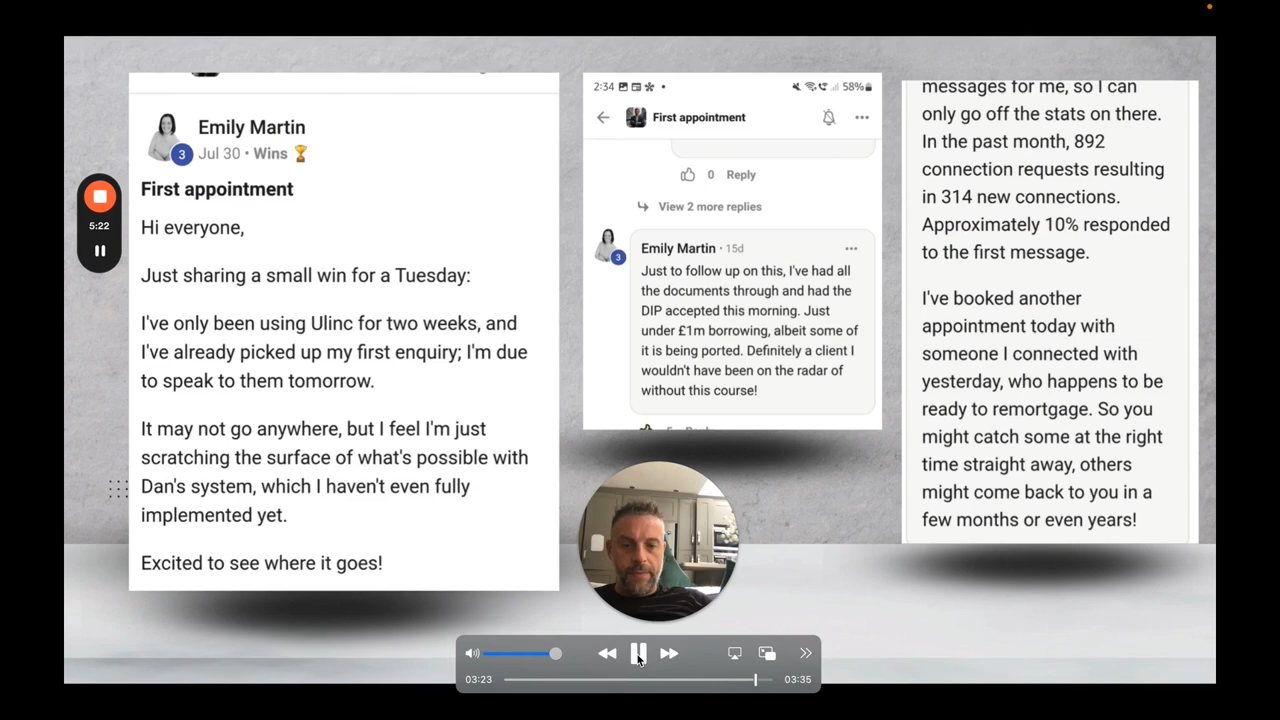 Emily Martin
3
Jul 30 • Wins 🏆
First appointment
Hi everyone,
Just sharing a small win for a Tuesday:
I've only been using Ulinc for two weeks, and
I've already picked up my first enquiry; I'm due
to speak to them tomorrow.
It may not go anywhere, but I feel I'm just
scratching the surface of what's possible with
Dan's system, which I haven't even fully
implemented yet.
Excited to see where it goes!
5:22
2:34
58%
First appointment
0 Reply
View 2 more replies
3
Emily Martin · 15d
Just to follow up on this, I've had all
the documents through and had the
DIP accepted this morning. Just
under £1m borrowing, albeit some of
it is being ported. Definitely a client I
wouldn't have been on the radar of
without this course!
messages for me, so I can
only go off the stats on there.
In the past month, 892
connection requests resulting
in 314 new connections.
Approximately 10% responded
to the first message.
I've booked another
appointment today with
someone I connected with
yesterday, who happens to be
ready to remortgage. So you
might catch some at the right
time straight away, others
might come back to you in a
few months or even years!
03:23
03:35